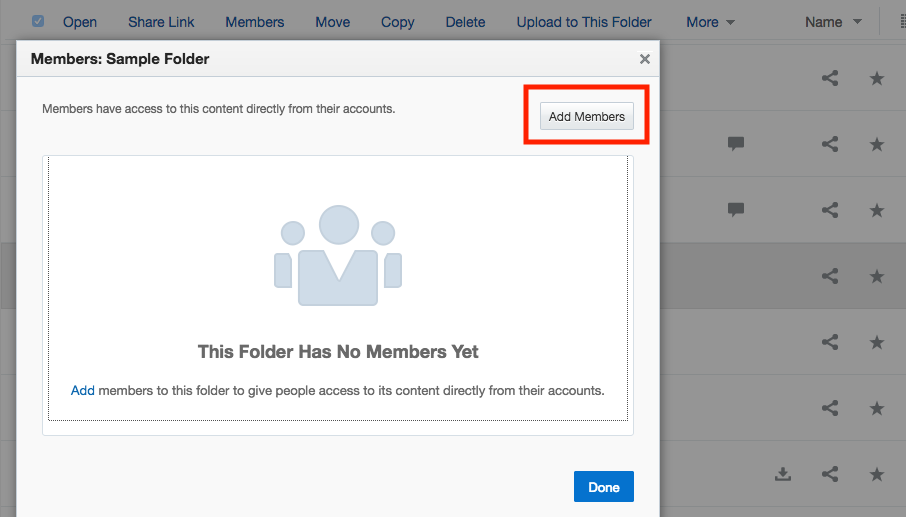 Open Share Link Members Move Copy Delete Upload to This Folder More Name
Members: Sample Folder
Members have access to this content directly from their accounts.
Add Members
This Folder Has No Members Yet
Add members to this folder to give people access to its content directly from their accounts.
Done